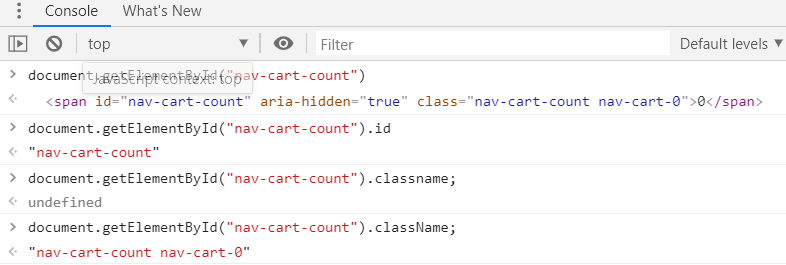 Console What's New
top Filter Default levels
document.getElementById("nav-cart-count")
JavaScript context: top
<span id="nav-cart-count" aria-hidden="true" class="nav-cart-count nav-cart-0">0</span>
document.getElementById("nav-cart-count").id
"nav-cart-count"
document.getElementById("nav-cart-count").classname;
undefined
document.getElementById("nav-cart-count").className;
"nav-cart-count nav-cart-0"